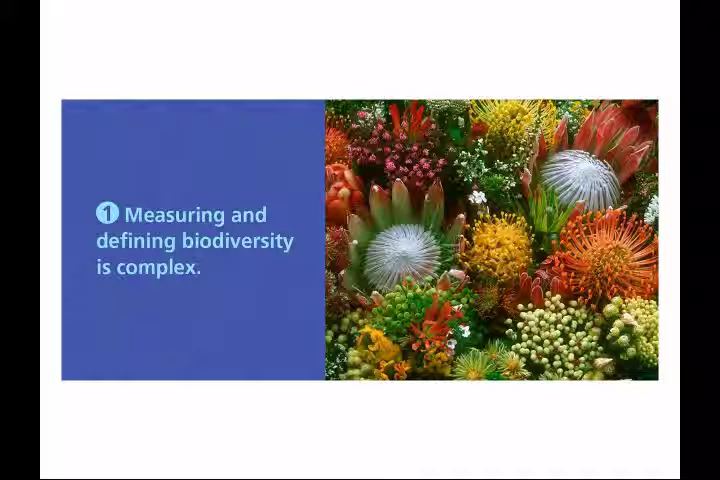 1 Measuring and
defining biodiversity
is complex.